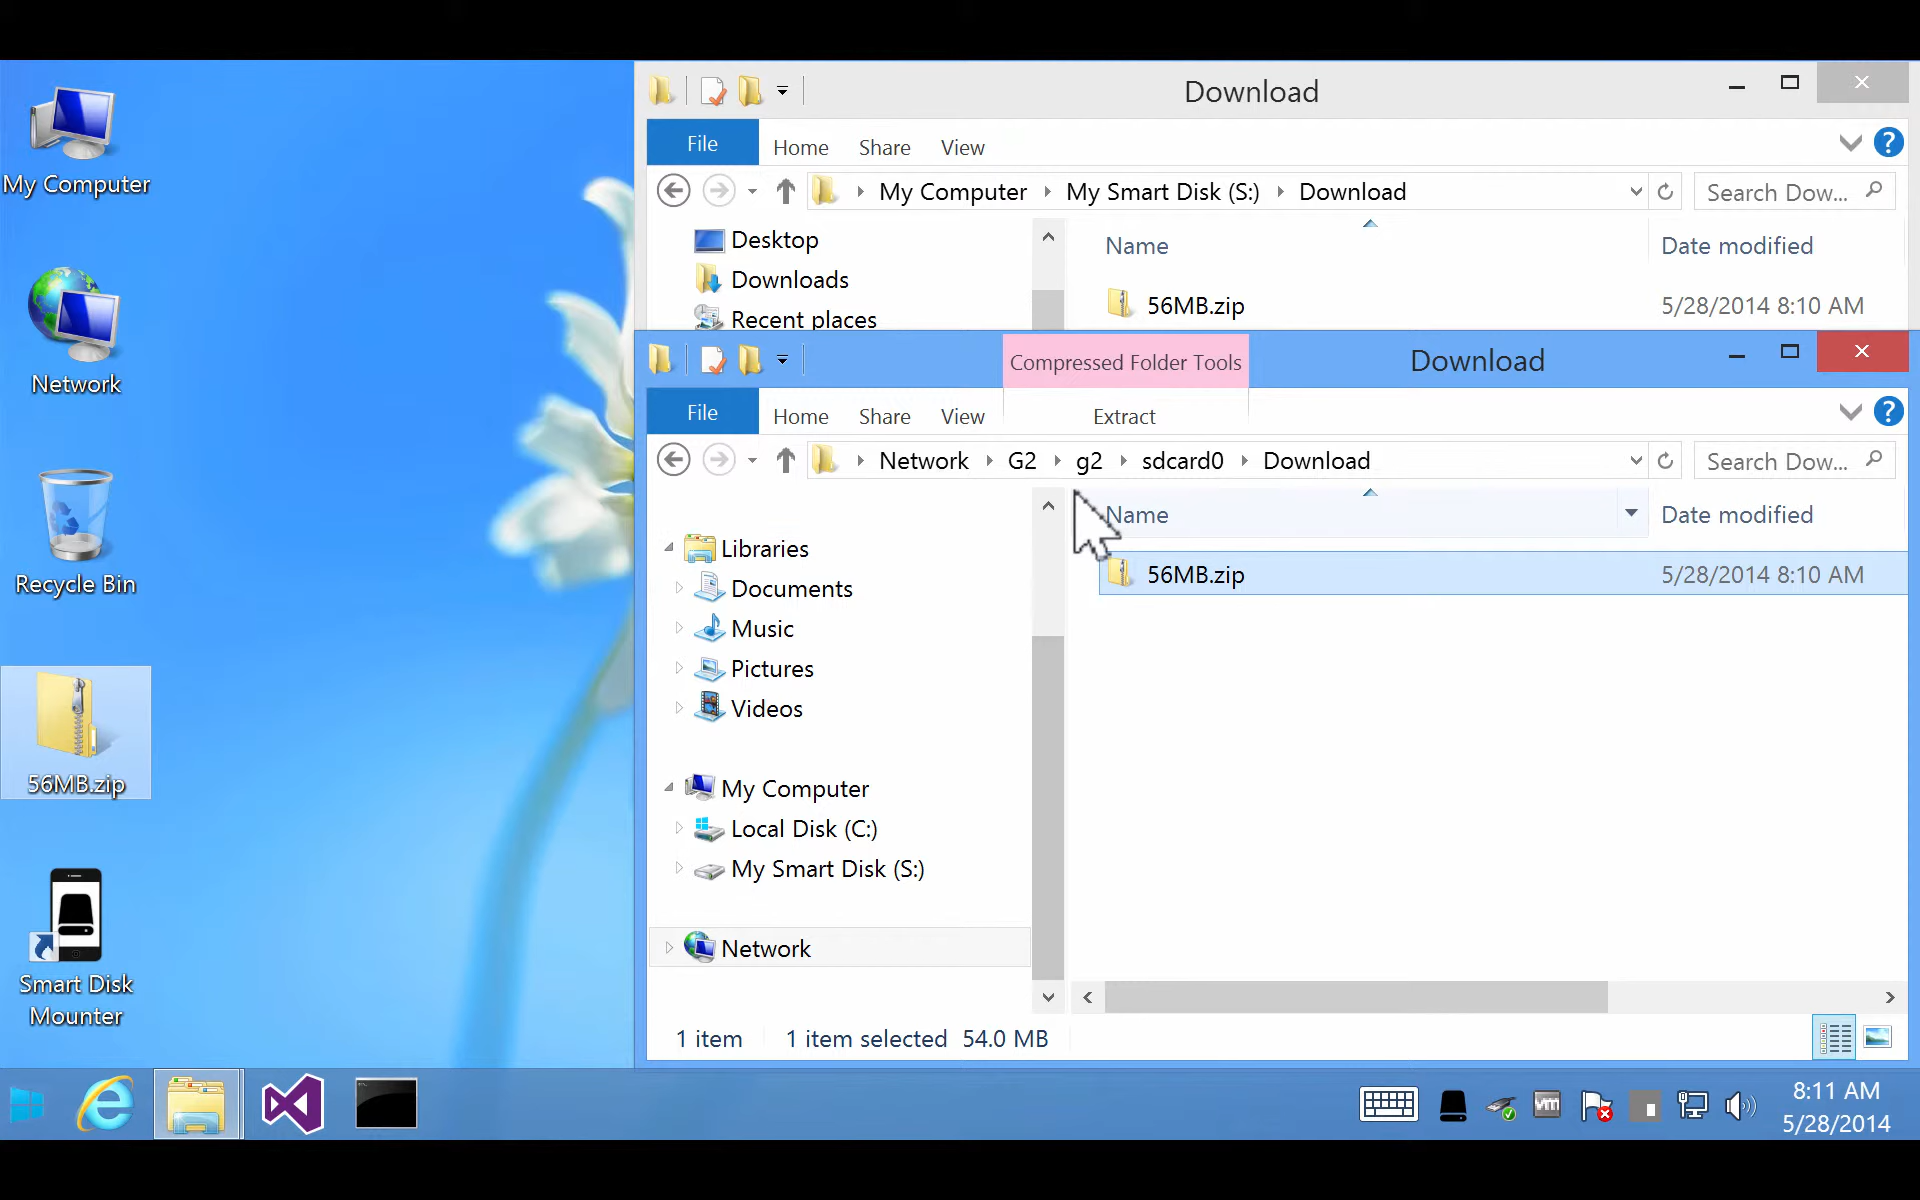 My Computer
Network
Recycle Bin
56MB.zip
Smart Disk
Mounter
Download
File Home Share View
My Computer My Smart Disk (S:) Download
Search Dow...
Desktop
Downloads
Recent places
Name Date modified
56MB.zip 5/28/2014 8:10 AM
Compressed Folder Tools Download
File Home Share View Extract
Network G2 g2 sdcard0 Download
Search Dow...
Libraries
Documents
Music
Pictures
Videos
My Computer
Local Disk (C:)
My Smart Disk (S:)
Network
Name Date modified
56MB.zip 5/28/2014 8:10 AM
1 item 1 item selected 54.0 MB
vm
8:11 AM
5/28/2014